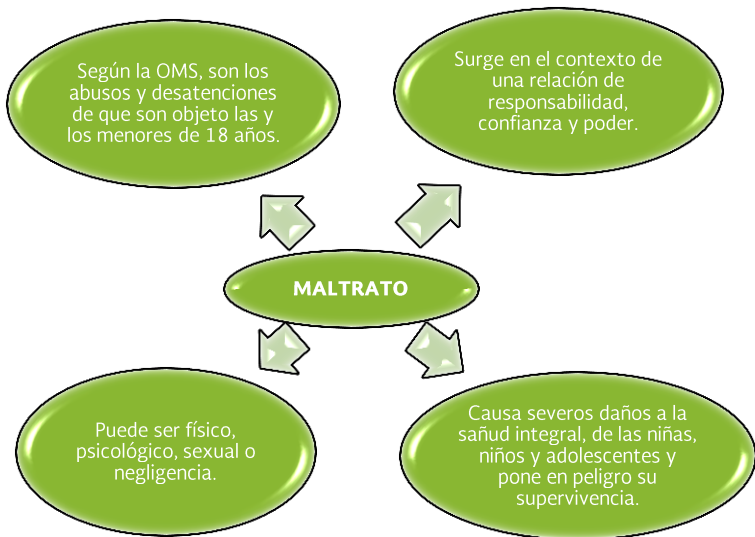 Según la OMS, son los
abusos y desatenciones
de que son objeto las y
los menores de 18 años.
Surge en el contexto de
una relación de
responsabilidad,
confianza y poder.
MALTRATO
Puede ser físico,
psicológico, sexual o
negligencia.
Causa severos daños a la
sañud integral, de las niñas,
niños y adolescentes y
pone en peligro su
supervivencia.